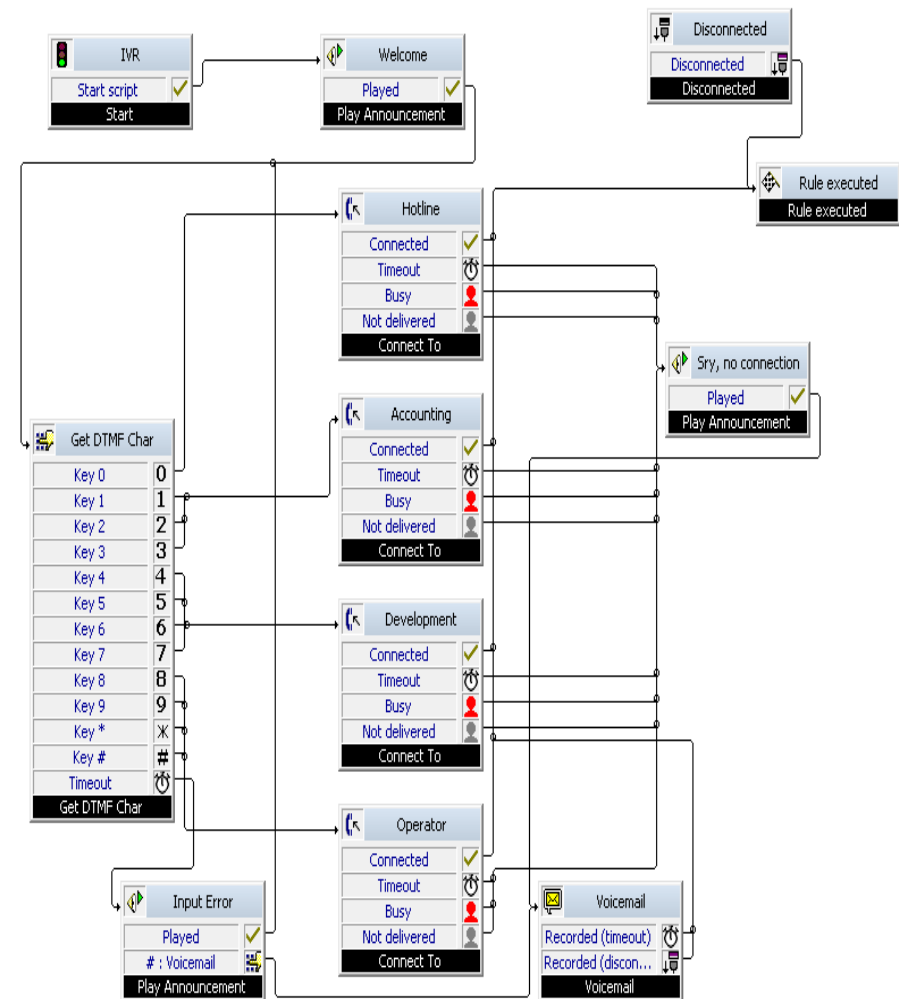 IVR
Start script
Start
Welcome
Played
Play Announcement
Disconnected
Disconnected
Disconnected
Rule executed
Rule executed
Hotline
Connected
Timeout
Busy
Not delivered
Connect To
Sry, no connection
Played
Play Announcement
Accounting
Connected
Timeout
Busy
Not delivered
Connect To
Get DTMF Char
Key 0 0
Key 1 1
Key 2 2
Key 3 3
Key 4 4
Key 5 5
Key 6 6
Key 7 7
Key 8 8
Key 9 9
Key * *
Key # #
Timeout
Get DTMF Char
Development
Connected
Timeout
Busy
Not delivered
Connect To
Operator
Connected
Timeout
Busy
Not delivered
Connect To
Input Error
Played
# : Voicemail
Play Announcement
Voicemail
Recorded (timeout)
Recorded (discon...
Voicemail